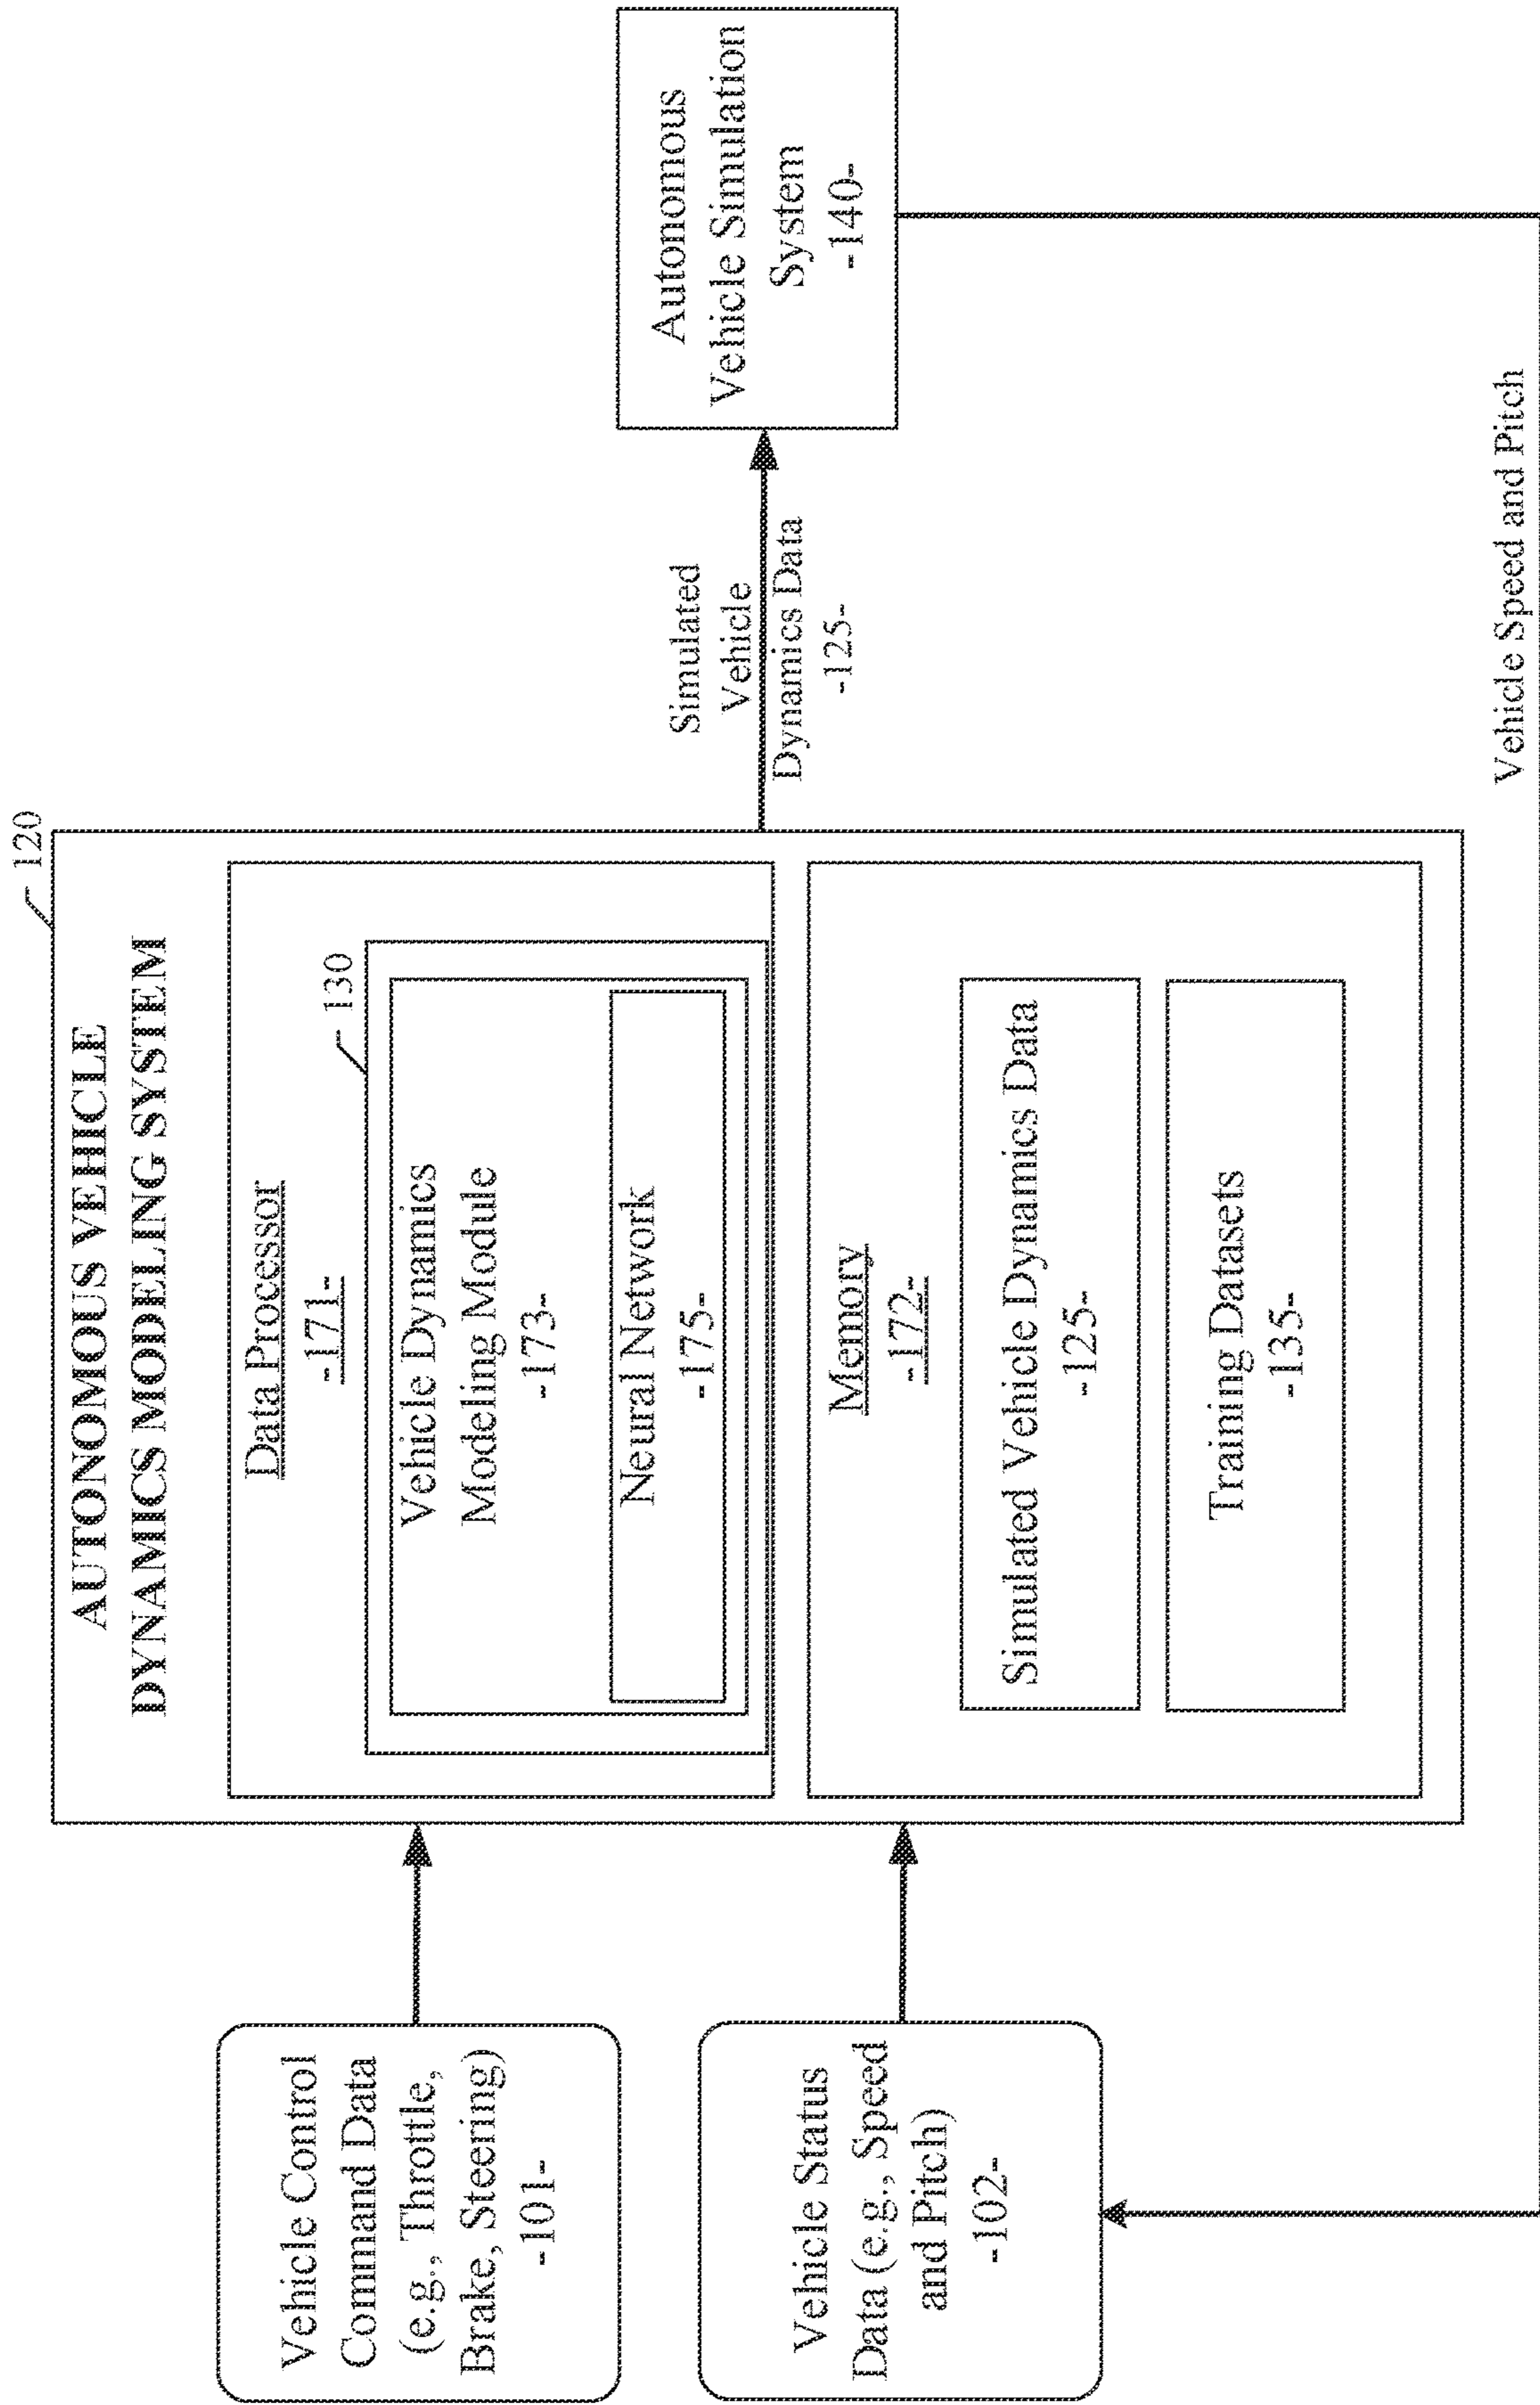 120
AUTONOMOUS VEHICLE
DYNAMICS MODELING SYSTEM
Vehicle Control
Command Data
(e.g., Throttle,
Brake, Steering)
-101-
Vehicle Status
Data (e.g., Speed
and Pitch)
-102-
Data Processor
-171-
130
Vehicle Dynamics
Modeling Module
-173-
Neural Network
-175-
Memory
-172-
Simulated Vehicle Dynamics Data
-125-
Training Datasets
-135-
Simulated
Vehicle
Dynamics Data
-125-
Autonomous
Vehicle Simulation
System
-140-
Vehicle Speed and Pitch